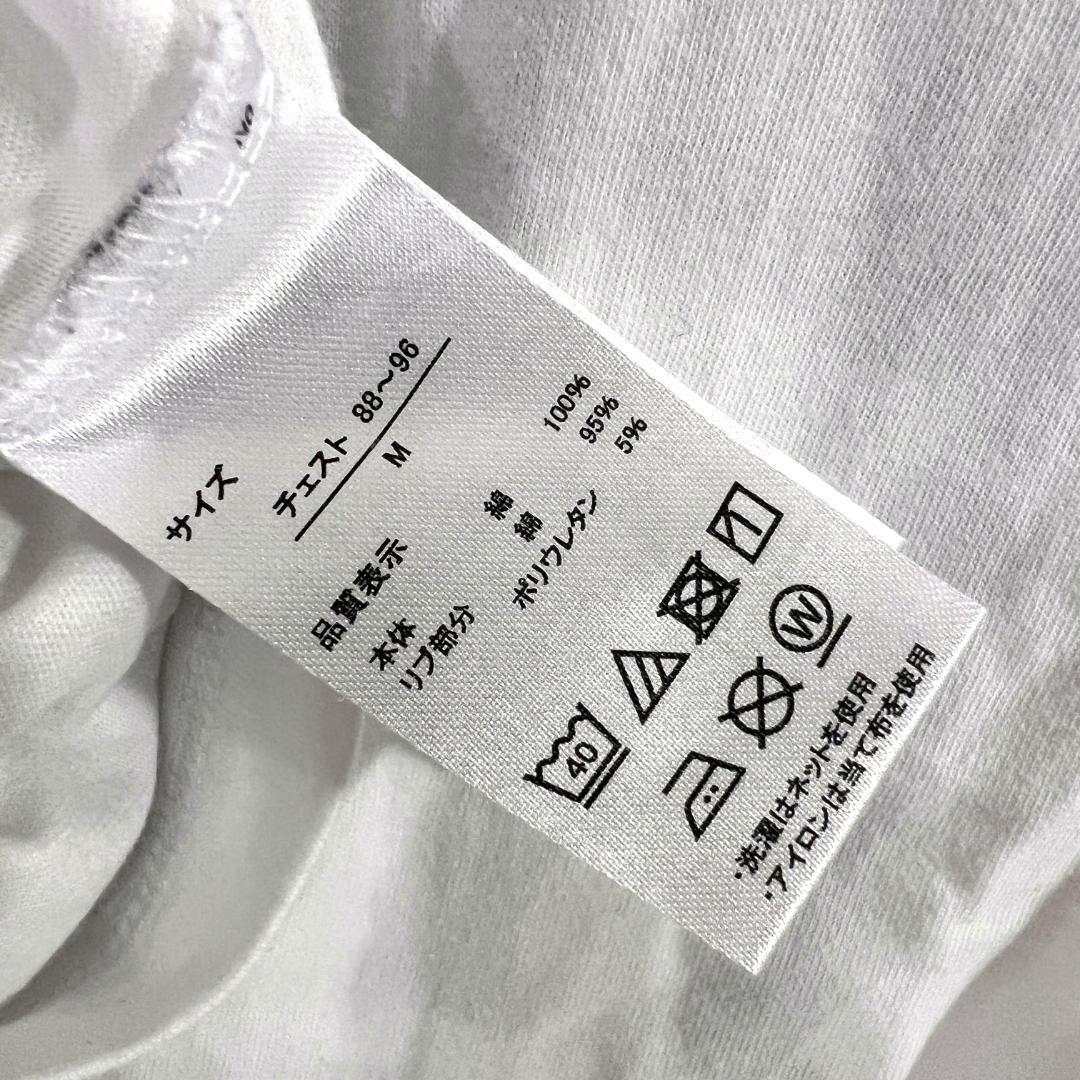 サイズ
チェスト 88〜96
M
品質表示
本体 綿 100%
リブ部分 綿 95%
ポリウレタン 5%
40
W
・洗濯はネットを使用
・アイロンは当て布を使用